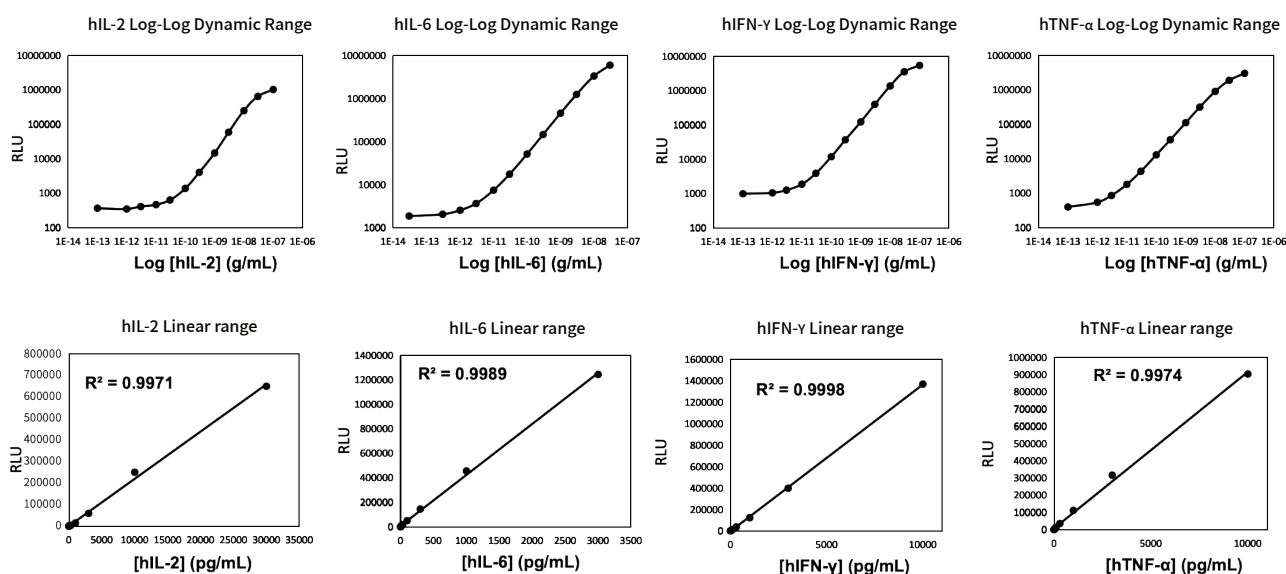 hIL-2 Log-Log Dynamic Range
RLU
10000000
1000000
100000
10000
1000
100
1E-14 1E-13 1E-12 1E-11 1E-10 1E-09 1E-08 1E-07 1E-06
Log [hIL-2] (g/mL)
hIL-6 Log-Log Dynamic Range
RLU
10000000
1000000
100000
10000
1000
1E-14 1E-13 1E-12 1E-11 1E-10 1E-09 1E-08 1E-07
Log [hIL-6] (g/mL)
hIFN-γ Log-Log Dynamic Range
RLU
10000000
1000000
100000
10000
1000
100
1E-14 1E-13 1E-12 1E-11 1E-10 1E-09 1E-08 1E-07 1E-06
Log [hIFN-γ] (g/mL)
hTNF-α Log-Log Dynamic Range
RLU
10000000
1000000
100000
10000
1000
100
1E-14 1E-13 1E-12 1E-11 1E-10 1E-09 1E-08 1E-07 1E-06
Log [hTNF-α] (g/mL)
hIL-2 Linear range
R² = 0.9971
RLU
800000
700000
600000
500000
400000
300000
200000
100000
0
0 5000 10000 15000 20000 25000 30000 35000
[hIL-2] (pg/mL)
hIL-6 Linear range
R² = 0.9989
RLU
1400000
1200000
1000000
800000
600000
400000
200000
0
0 500 1000 1500 2000 2500 3000 3500
[hIL-6] (pg/mL)
hIFN-γ Linear range
R² = 0.9998
RLU
1600000
1400000
1200000
1000000
800000
600000
400000
200000
0
0 5000 10000
[hIFN-γ] (pg/mL)
hTNF-α Linear range
R² = 0.9974
RLU
1000000
900000
800000
700000
600000
500000
400000
300000
200000
100000
0
0 5000 10000
[hTNF-α] (pg/mL)